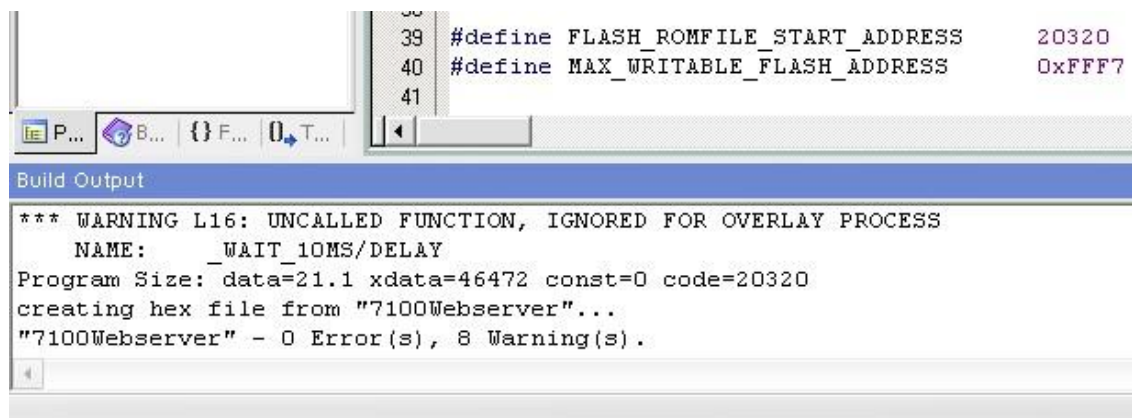 39 #define FLASH_ROMFILE_START_ADDRESS 20320
40 #define MAX_WRITABLE_FLASH_ADDRESS 0xFFF7
41
P... B... {} F... 0 T...
Build Output
*** WARNING L16: UNCALLED FUNCTION, IGNORED FOR OVERLAY PROCESS
NAME: _WAIT_10MS/DELAY
Program Size: data=21.1 xdata=46472 const=0 code=20320
creating hex file from "7100Webserver"...
"7100Webserver" - 0 Error(s), 8 Warning(s).